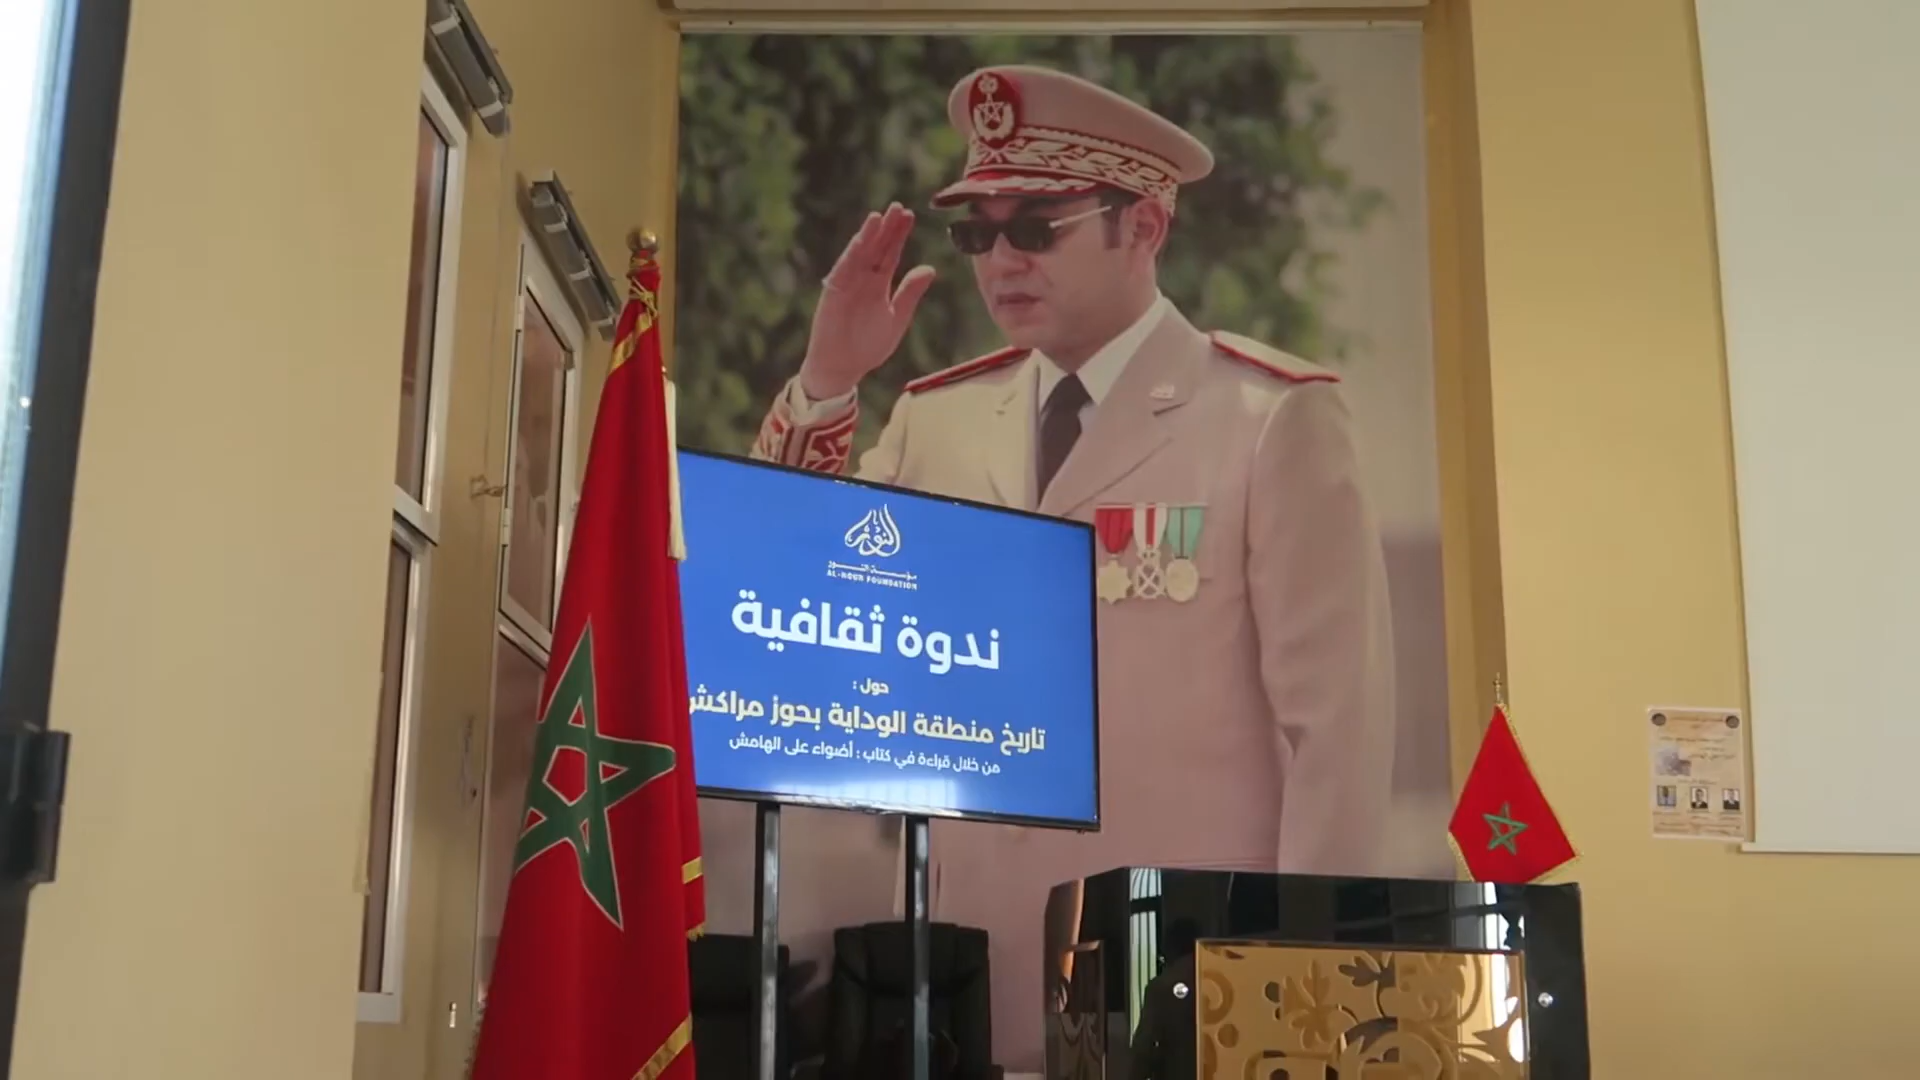 النور
مؤسسة النور
AL-NOUR FOUNDATION
ندوة ثقافية
حول :
تاريخ منطقة الوداية بحوز مراكش
من خلال قراءة في كتاب : أضواء على الهامش